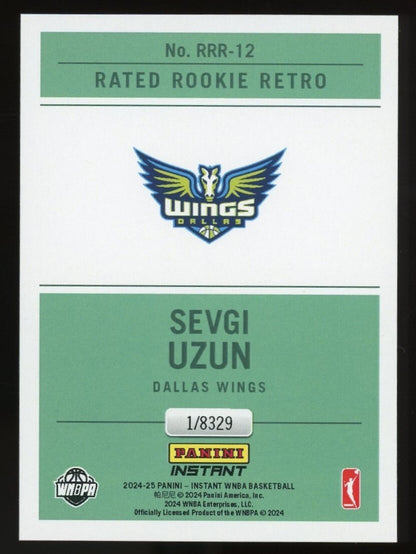 No. RRR-12
RATED ROOKIE RETRO
WINGS
DALLAS
SEVGI
UZUN
DALLAS WINGS
1/8329
PANINI
INSTANT
2024-25 PANINI – INSTANT WNBA BASKETBALL
帕尼尼 © 2024 Panini America, Inc.
2024 WNBA Enterprises, LLC.
Officially Licensed Product of the WNBPA © 2024
WNBPA